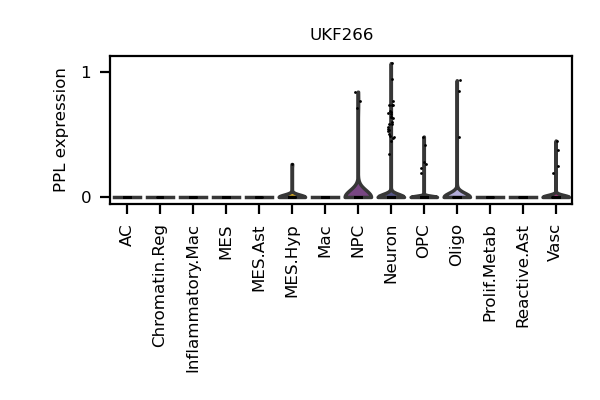 UKF266
PPL expression
1
0
AC
Chromatin.Reg
Inflammatory.Mac
MES
MES.Ast
MES.Hyp
Mac
NPC
Neuron
OPC
Oligo
Prolif.Metab
Reactive.Ast
Vasc